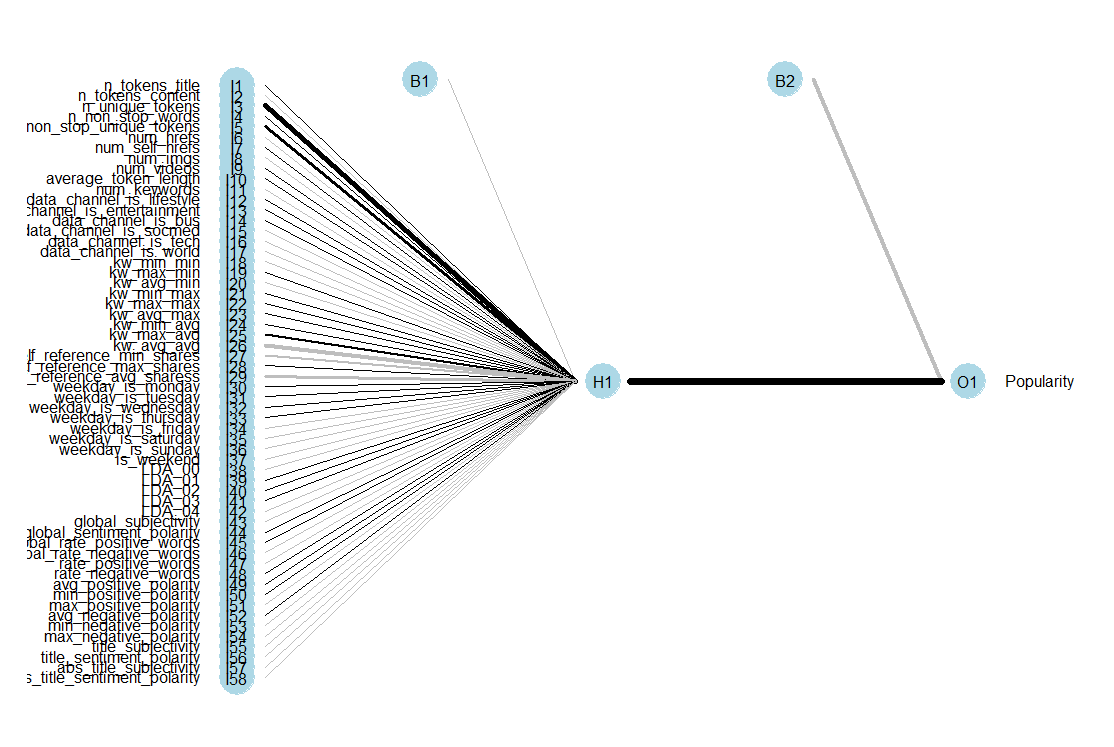 B1
B2
n_tokens_title I1
n_tokens_content I2
n_unique_tokens I3
n_non_stop_words I4
non_stop_unique_tokens I5
num_hrefs I6
num_self_hrefs I7
num_imgs I8
num_videos I9
average_token_length I10
num_keywords I11
data_channel_is_lifestyle I12
channel_is_entertainment I13
data_channel_is_bus I14
data_channel_is_socmed I15
data_channel_is_tech I16
data_channel_is_world I17
kw_min_min I18
kw_max_min I19
kw_avg_min I20
kw_min_max I21
kw_max_max I22
kw_avg_max I23
kw_min_avg I24
kw_max_avg I25
kw_avg_avg I26
lf_reference_min_shares I27
f_reference_max_shares I28
_reference_avg_sharess I29
weekday_is_monday I30
weekday_is_tuesday I31
weekday_is_wednesday I32
weekday_is_thursday I33
weekday_is_friday I34
weekday_is_saturday I35
weekday_is_sunday I36
is_weekend I37
LDA_00 I38
LDA_01 I39
LDA_02 I40
LDA_03 I41
LDA_04 I42
global_subjectivity I43
global_sentiment_polarity I44
bal_rate_positive_words I45
bal_rate_negative_words I46
rate_positive_words I47
rate_negative_words I48
avg_positive_polarity I49
min_positive_polarity I50
max_positive_polarity I51
avg_negative_polarity I52
min_negative_polarity I53
max_negative_polarity I54
title_subjectivity I55
title_sentiment_polarity I56
abs_title_subjectivity I57
s_title_sentiment_polarity I58
H1
O1
Popularity